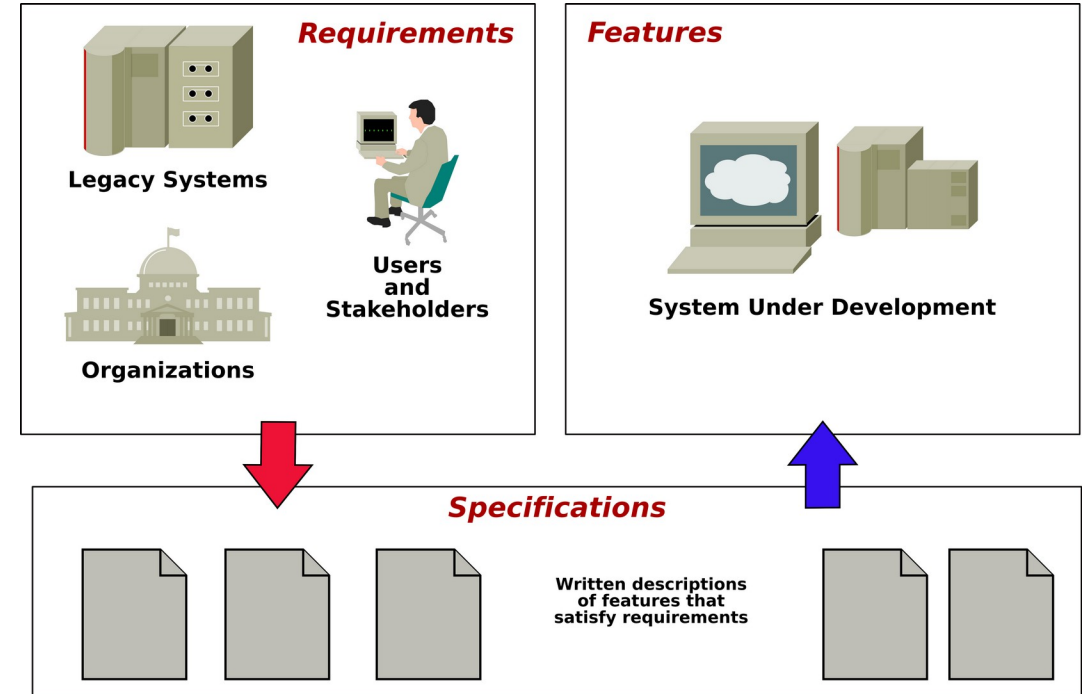 Requirements
Legacy Systems
Users
and
Stakeholders
Organizations
Features
System Under Development
Specifications
Written descriptions
of features that
satisfy requirements